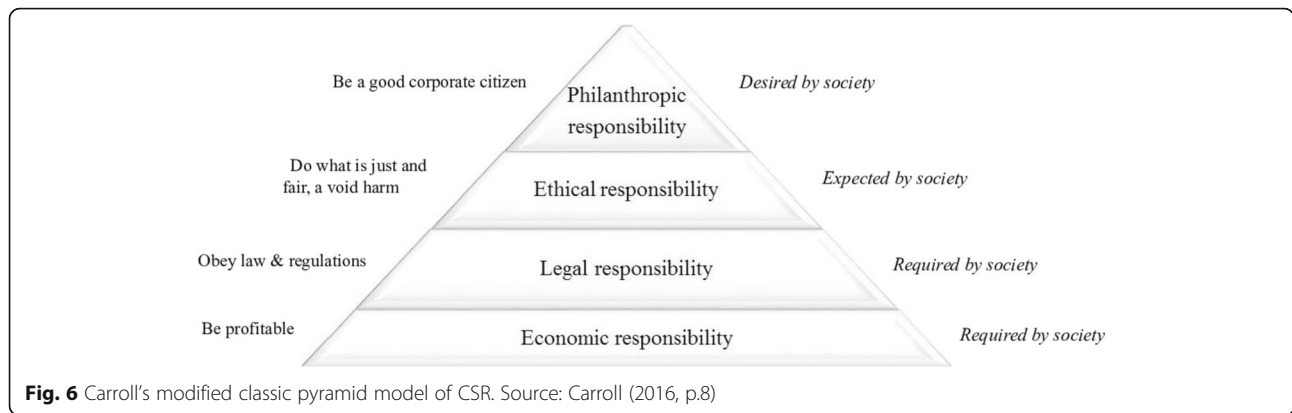 Be a good corporate citizen
Philanthropic
responsibility
Desired by society
Do what is just and
fair, a void harm
Ethical responsibility
Expected by society
Obey law & regulations
Legal responsibility
Required by society
Be profitable
Economic responsibility
Required by society
Fig. 6 Carroll's modified classic pyramid model of CSR. Source: Carroll (2016, p.8)